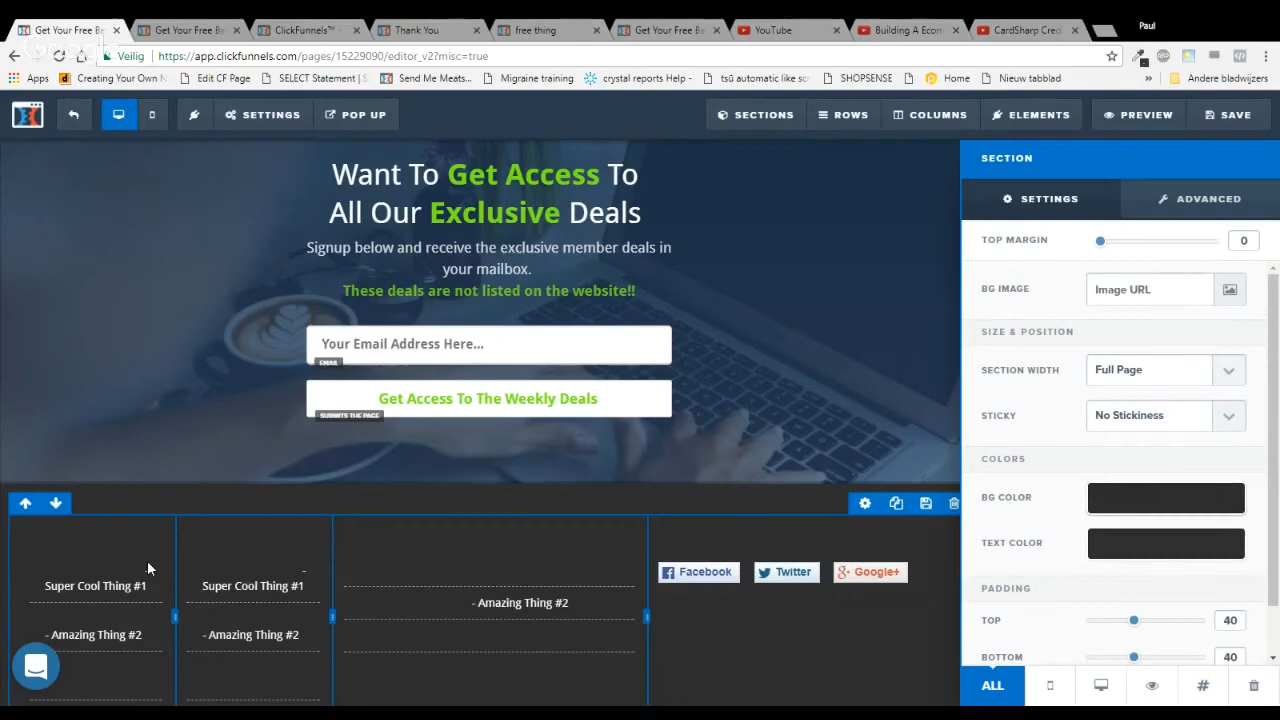 Paul
Get Your Free Be
Get Your Free B
ClickFunnels™ -
Thank You
free thing
Get Your Free B
YouTube
Building A Ecom
CardSharp Cred
Veilig
https://app.clickfunnels.com/pages/15229090/editor_v2?misc=true
Apps
Creating Your Own
Edit CF Page
SELECT Statement |
Send Me Meats...
Migraine training
crystal reports Help -
tsg automatic like sc
SHOPSENSE
Home
Nieuw tabblad
»
Andere bladwijzers
SETTINGS
POP UP
SECTIONS
ROWS
COLUMNS
ELEMENTS
PREVIEW
SAVE
Want To Get Access To
All Our Exclusive Deals
Signup below and receive the exclusive member deals in
your mailbox.
These deals are not listed on the website!!
Your Email Address Here...
EMAIL
Get Access To The Weekly Deals
SUBMITS THE PAGE
Super Cool Thing #1
- Amazing Thing #2
-
Super Cool Thing #1
- Amazing Thing #2
- Amazing Thing #2
Facebook
Twitter
Google+
SECTION
SETTINGS
ADVANCED
TOP MARGIN
0
BG IMAGE
Image URL
SIZE & POSITION
SECTION WIDTH
Full Page
STICKY
No Stickiness
COLORS
BG COLOR
TEXT COLOR
PADDING
TOP
40
BOTTOM
40
ALL